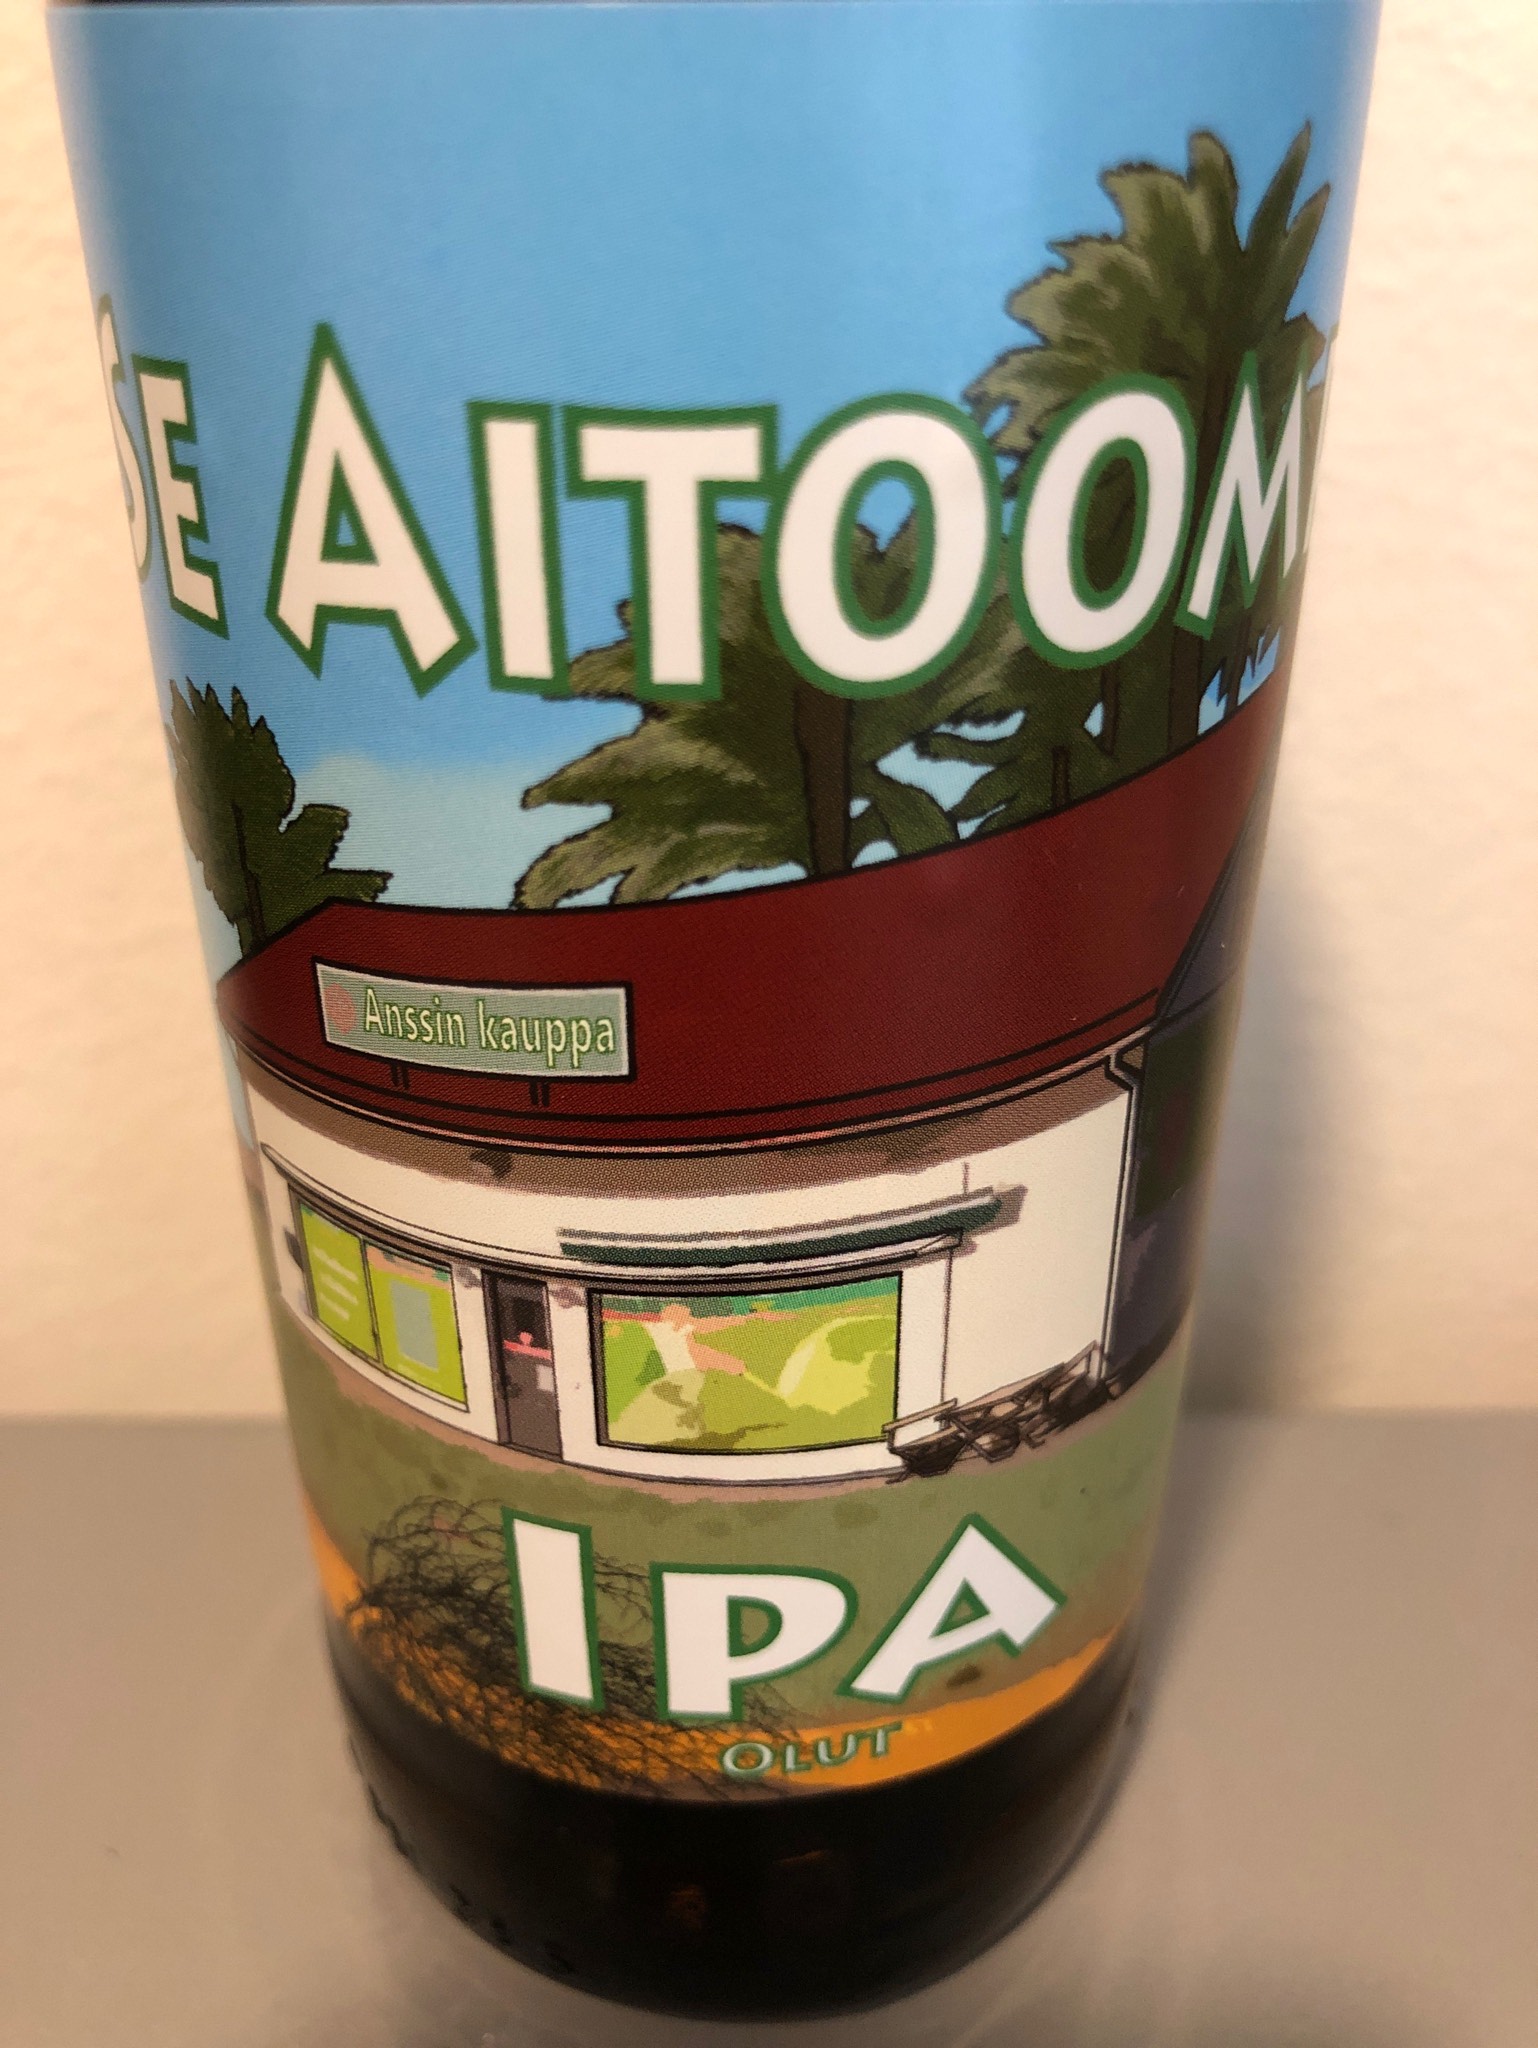 SE AITOOM
Anssin kauppa
IPA
OLUT